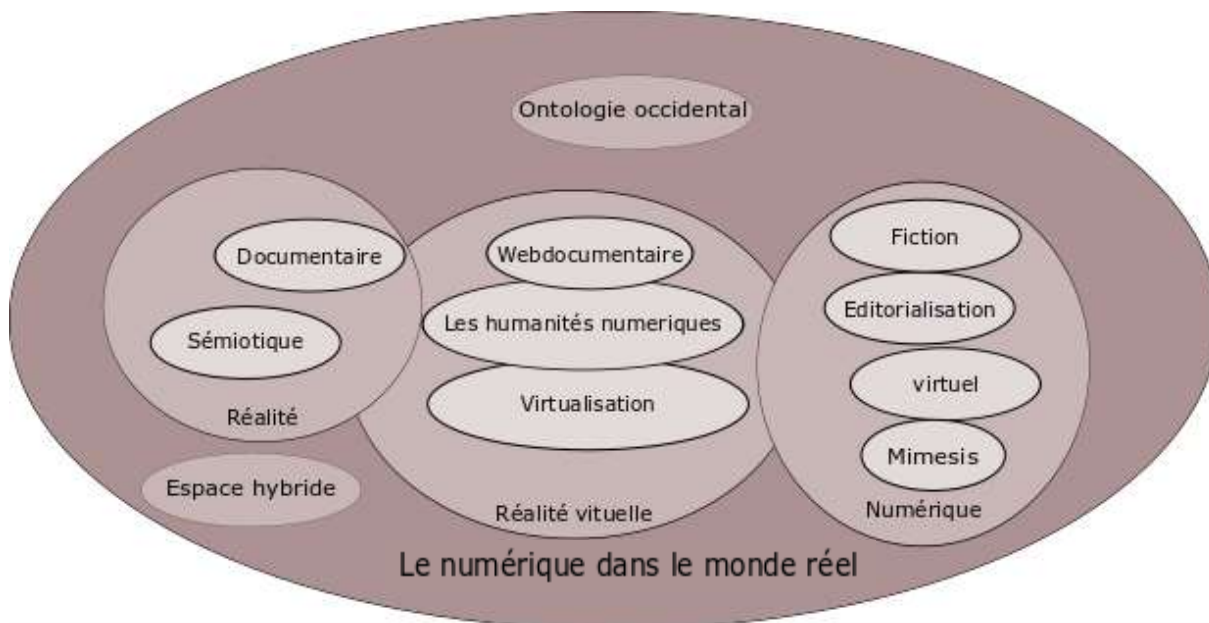 Ontologie occidental
Documentaire
Sémiotique
Réalité
Webdocumentaire
Les humanités numeriques
Virtualisation
Réalité vituelle
Fiction
Editorialisation
virtuel
Mimesis
Numérique
Espace hybride
Le numérique dans le monde réel